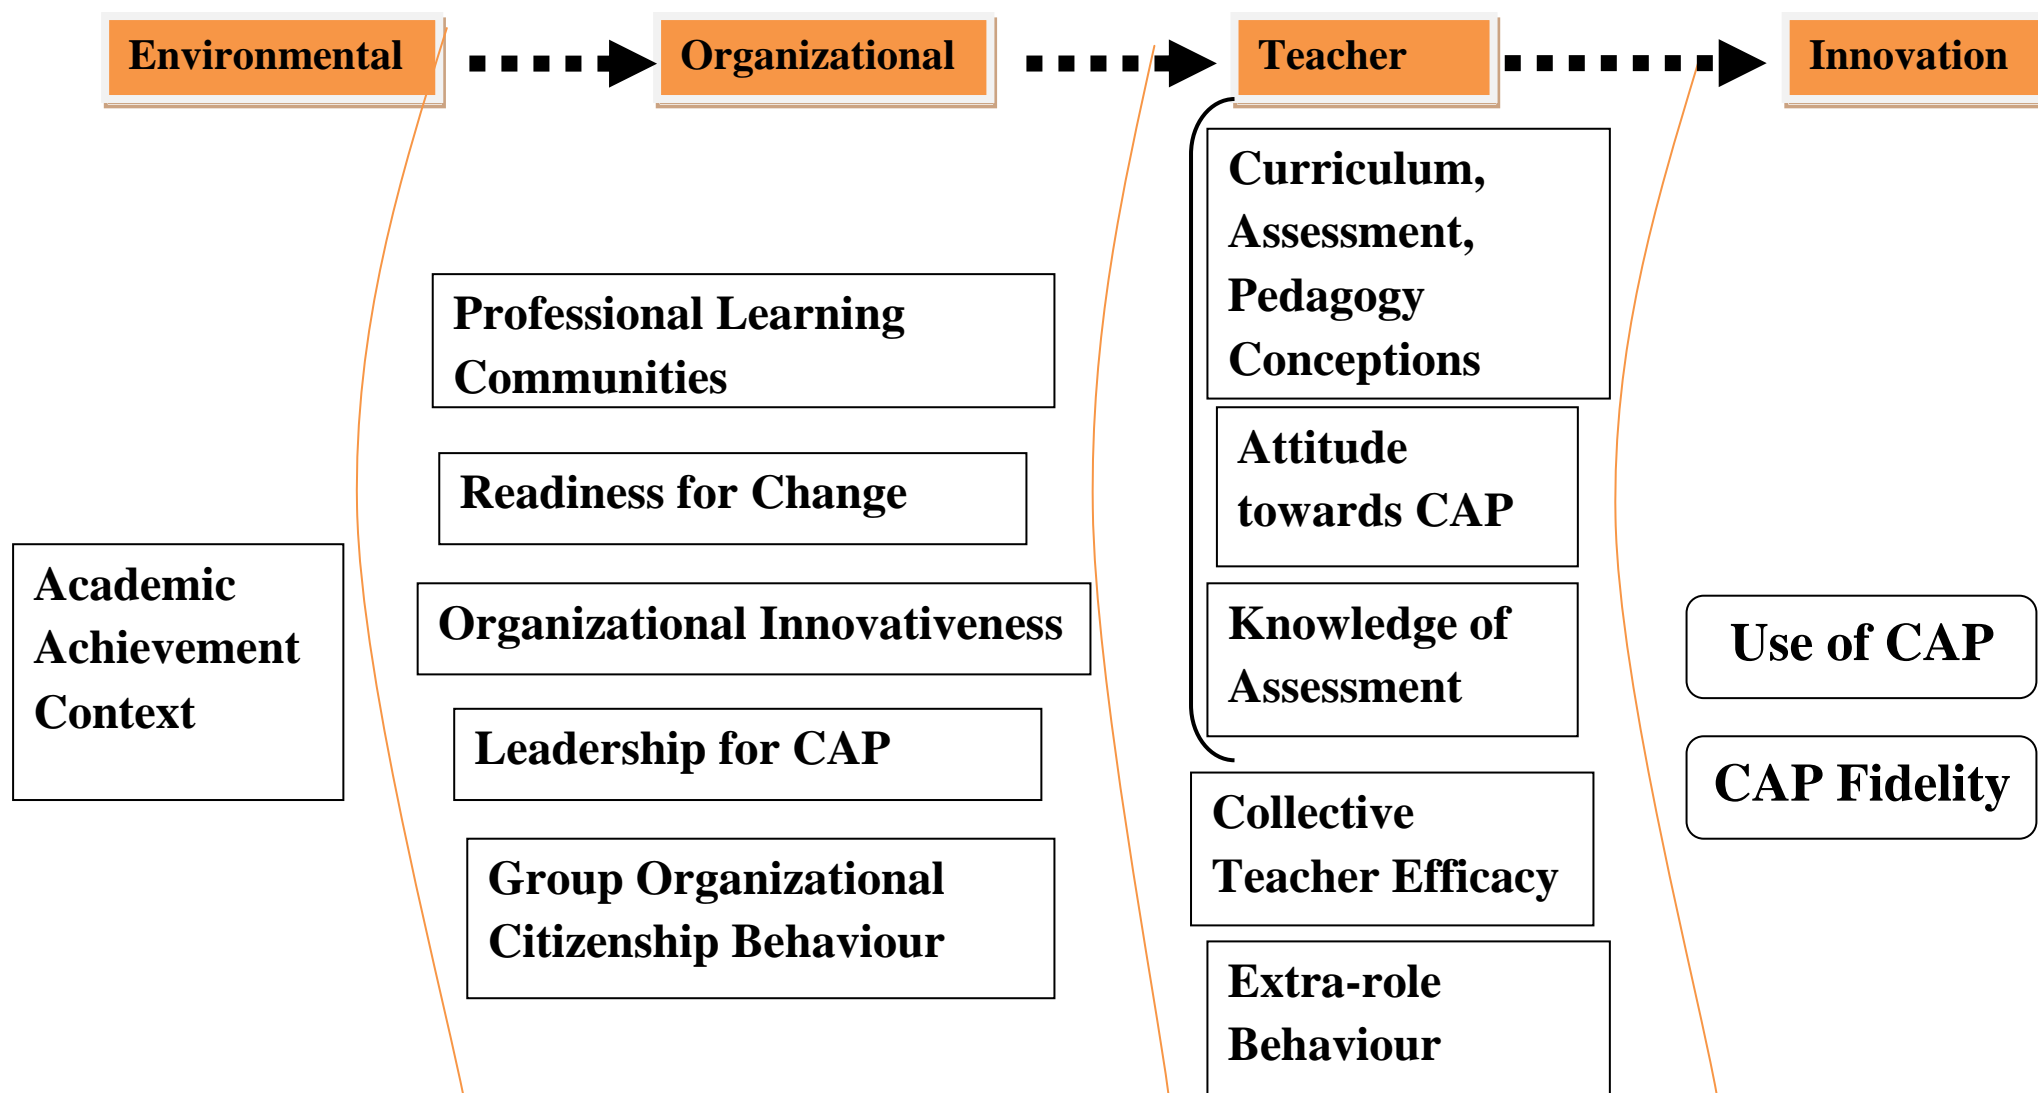 Environmental
Organizational
Teacher
Innovation
Academic
Achievement
Context
Professional Learning
Communities
Readiness for Change
Organizational Innovativeness
Leadership for CAP
Group Organizational
Citizenship Behaviour
Curriculum,
Assessment,
Pedagogy
Conceptions
Attitude
towards CAP
Knowledge of
Assessment
Collective
Teacher Efficacy
Extra-role
Behaviour
Use of CAP
CAP Fidelity